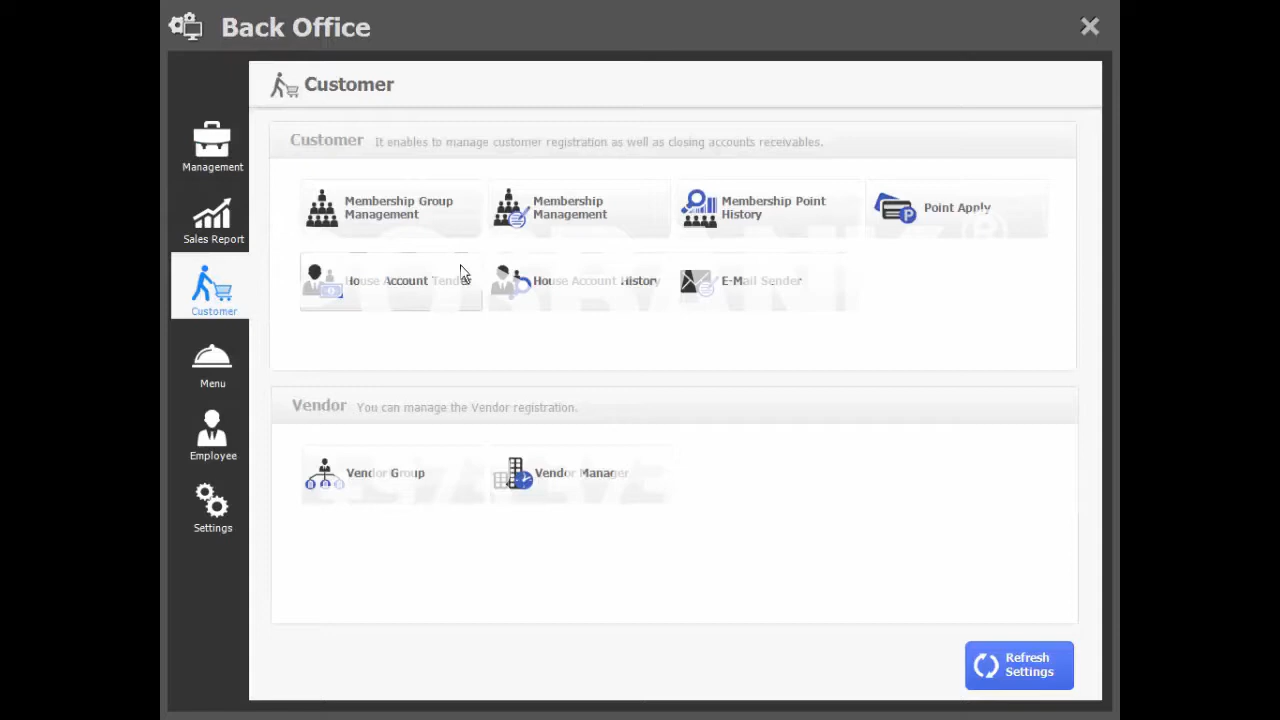 Back Office
Customer
Management
Sales Report
Customer
Menu
Employee
Settings
Customer It enables to manage customer registration as well as closing accounts receivables.
Membership Group
Management
Membership
Management
Membership Point
History
Point Apply
House Account Tender
House Account History
E-Mail Sender
Vendor You can manage the Vendor registration.
Vendor Group
Vendor Manager
Refresh
Settings